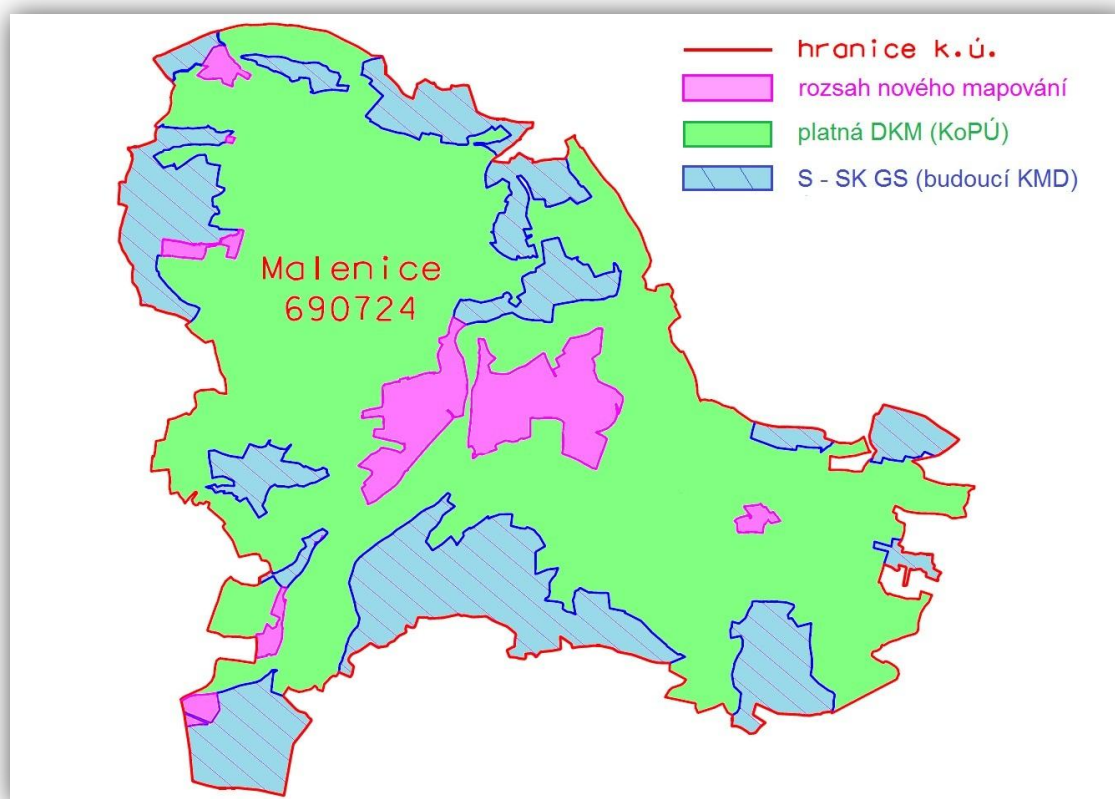 hranice k.ú.
rozsah nového mapování
platná DKM (KoPÚ)
S - SK GS (budoucí KMD)
Malenice
690724